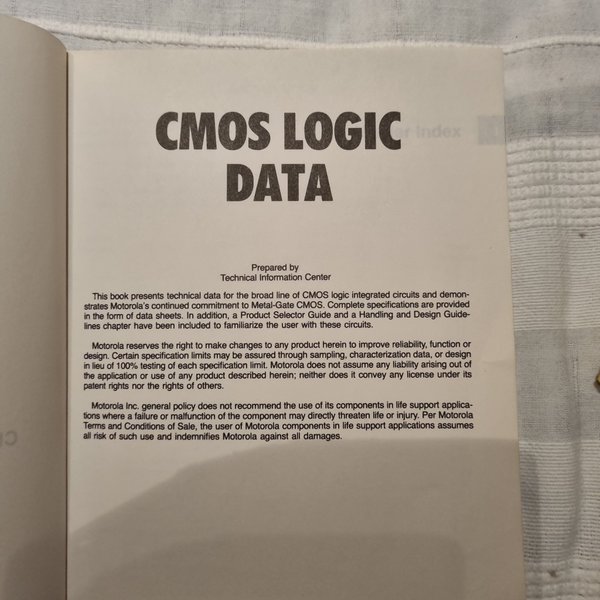 CMOS LOGIC
DATA
er Index
Prepared by
Technical Information Center
This book presents technical data for the broad line of CMOS logic integrated circuits and demon-
strates Motorola's continued commitment to Metal-Gate CMOS. Complete specifications are provided
in the form of data sheets. In addition, a Product Selector Guide and a Handling and Design Guide-
lines chapter have been included to familiarize the user with these circuits.
Motorola reserves the right to make changes to any product herein to improve reliability, function or
design. Certain specification limits may be assured through sampling, characterization data, or design
in lieu of 100% testing of each specification limit. Motorola does not assume any liability arising out of
the application or use of any product described herein; neither does it convey any license under its
patent rights nor the rights of others.
Motorola Inc. general policy does not recommend the use of its components in life support applica-
tions where a failure or malfunction of the component may directly threaten life or injury. Per Motorola
Terms and Conditions of Sale, the user of Motorola components in life support applications assumes
all risk of such use and indemnifies Motorola against all damages.